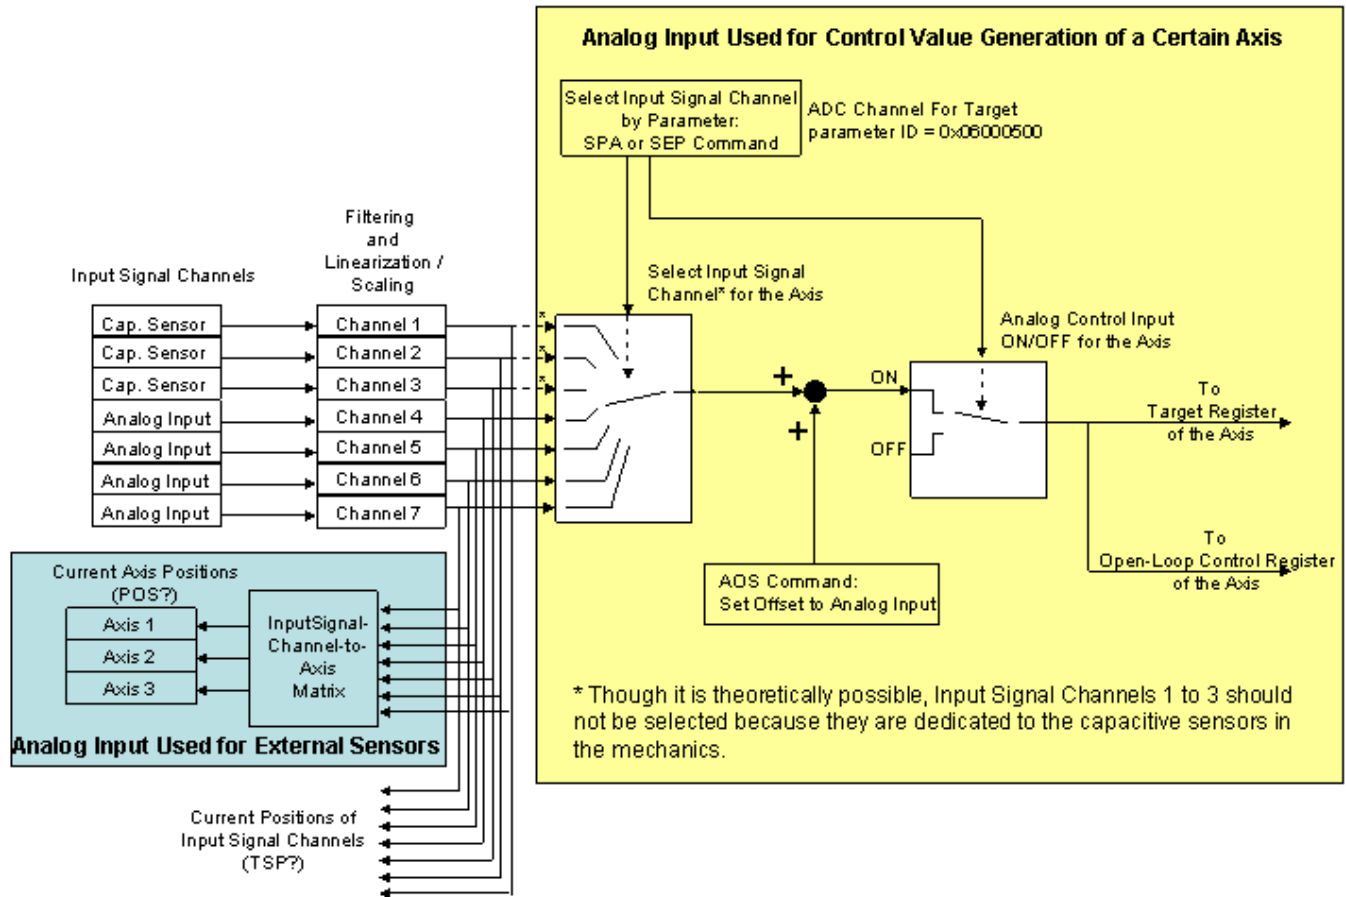 Analog Input Used for Control Value Generation of a Certain Axis
Select Input Signal Channel
by Parameter:
SPA or SEP Command
ADC Channel For Target
parameter ID = 0x06000500
Filtering
and
Linearization /
Scaling
Input Signal Channels
Select Input Signal
Channel* for the Axis
Analog Control Input
ON/OFF for the Axis
Cap. Sensor
Channel 1
*
Cap. Sensor
Channel 2
*
Cap. Sensor
Channel 3
*
Analog Input
Channel 4
Analog Input
Channel 5
Analog Input
Channel 6
Analog Input
Channel 7
+
+
ON
OFF
To
Target Register
of the Axis
To
Open-Loop Control Register
of the Axis
AOS Command:
Set Offset to Analog Input
Current Axis Positions
(POS?)
Axis 1
Axis 2
Axis 3
InputSignal-
Channel-to-
Axis
Matrix
Analog Input Used for External Sensors
* Though it is theoretically possible, Input Signal Channels 1 to 3 should
not be selected because they are dedicated to the capacitive sensors in
the mechanics.
Current Positions of
Input Signal Channels
(TSP?)